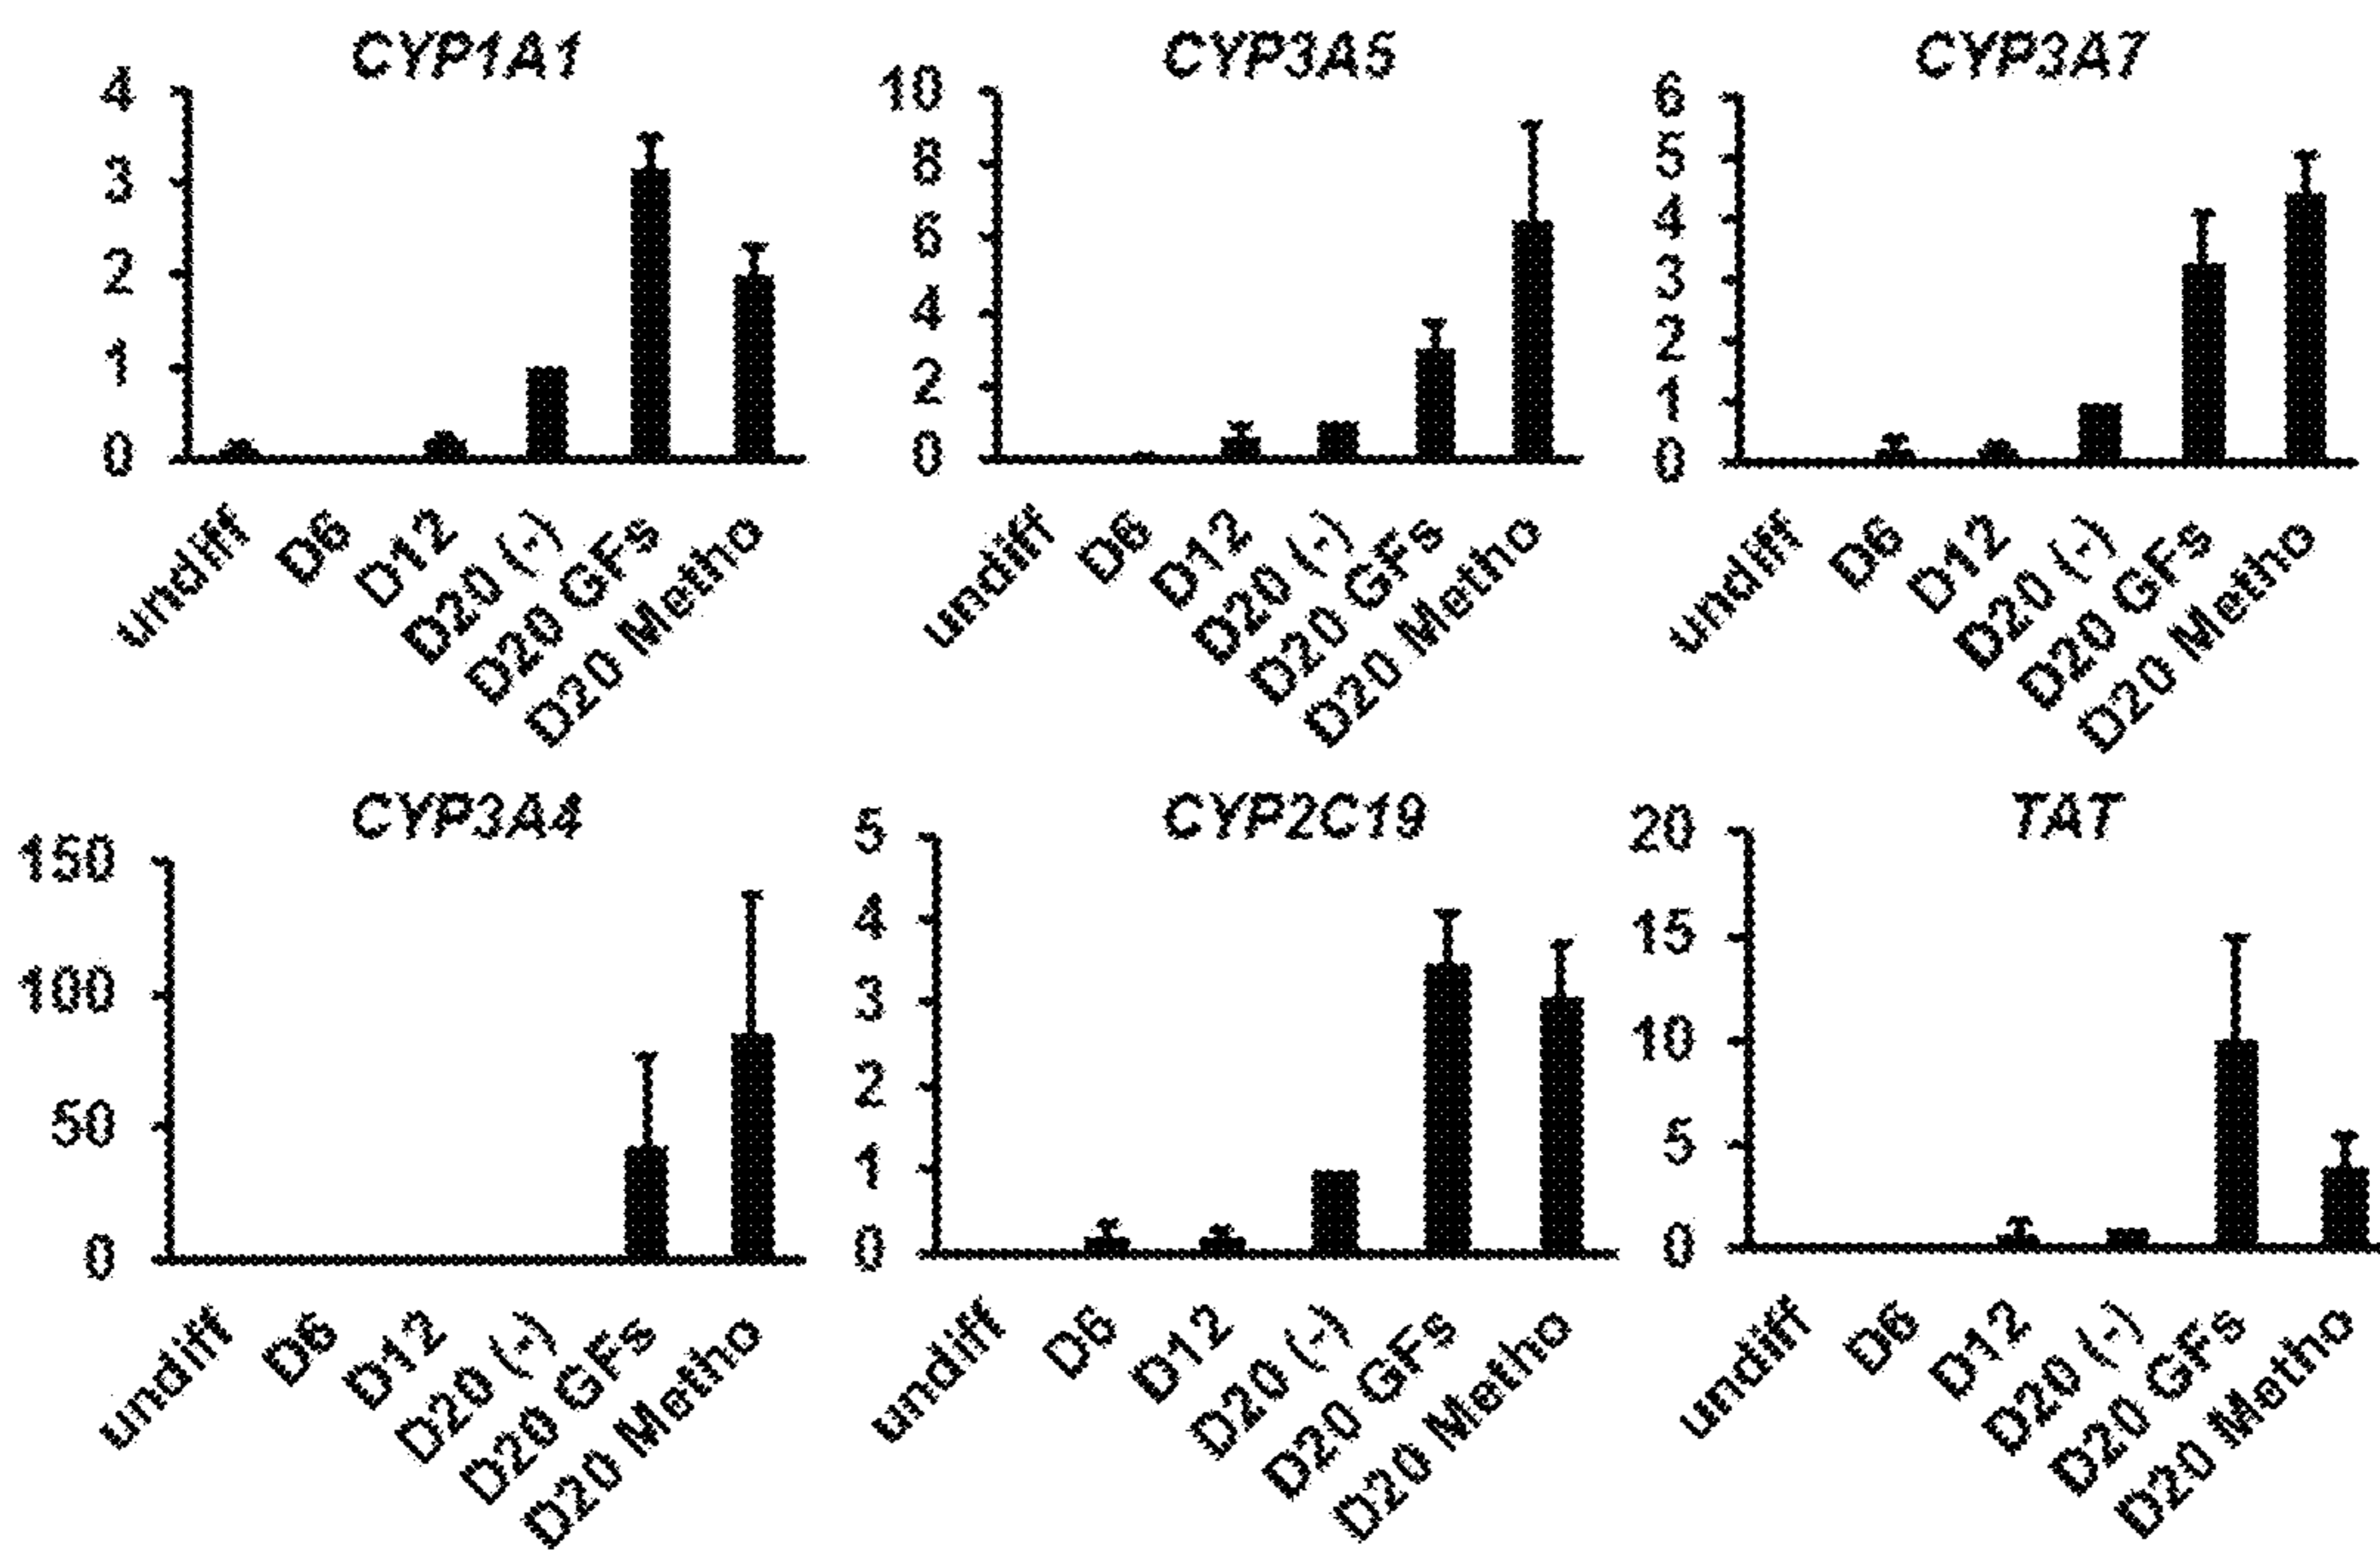 CYP1A1
4
3
2
1
0
undiff
D6
D12
D20 (-)
D20 GFs
D20 Metho
CYP3A5
10
8
6
4
2
0
undiff
D6
D12
D20 (-)
D20 GFs
D20 Metho
CYP3A7
6
5
4
3
2
1
0
undiff
D6
D12
D20 (-)
D20 GFs
D20 Metho
CYP3A4
150
100
50
0
undiff
D6
D12
D20 (-)
D20 GFs
D20 Metho
CYP2C19
5
4
3
2
1
0
undiff
D6
D12
D20 (-)
D20 GFs
D20 Metho
TAT
20
15
10
5
0
undiff
D6
D12
D20 (-)
D20 GFs
D20 Metho